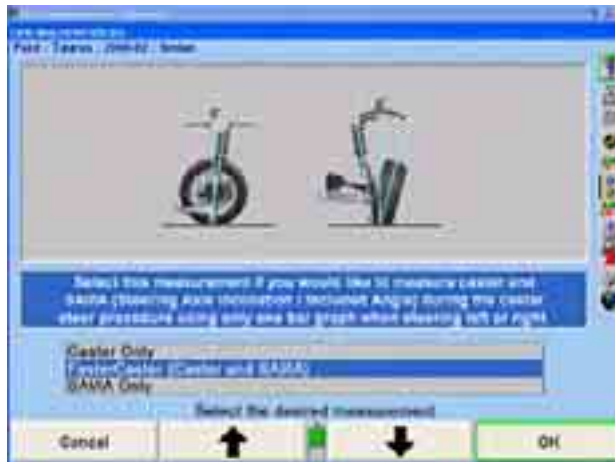 Ford : Taurus : 2000-02 : Sedan
Select this measurement if you would like to measure caster and
SAI/IA (Steering Axis Inclination / Included Angle) during the caster
steer procedure using only one bar graph when steering left or right.
Caster Only
FasterCaster (Caster and SAI/IA)
SAI/IA Only
Select the desired measurement
Cancel
OK